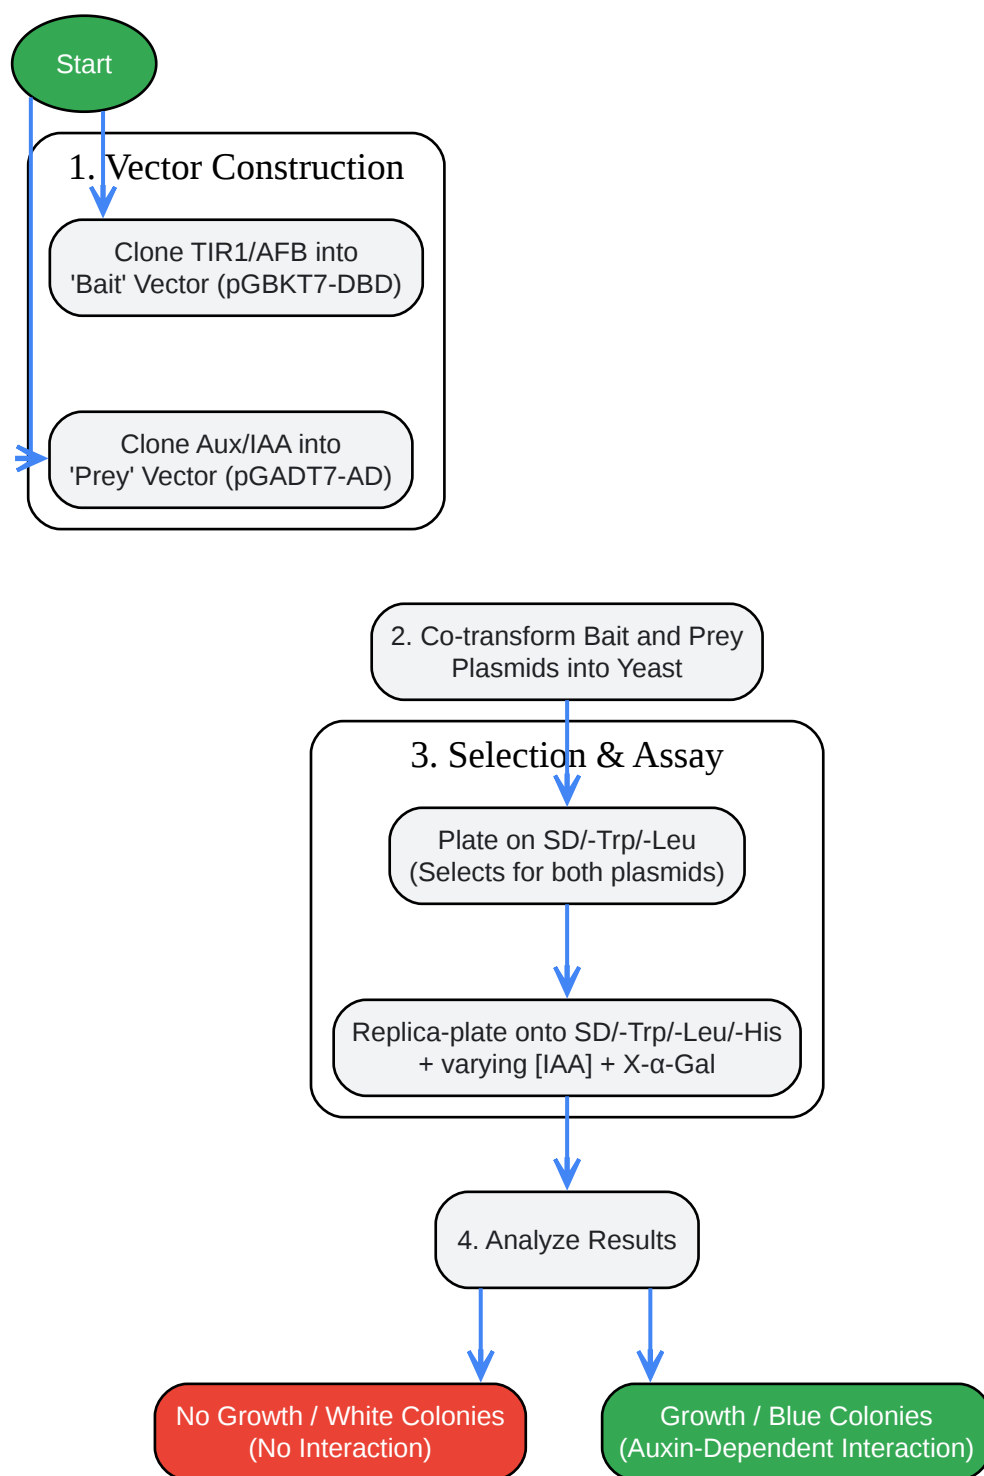 Start
1. Vector Construction
Clone TIR1/AFB into
'Bait' Vector (pGBKT7-DBD)
Clone Aux/IAA into
'Prey' Vector (pGADT7-AD)
2. Co-transform Bait and Prey
Plasmids into Yeast
3. Selection & Assay
Plate on SD/-Trp/-Leu
(Selects for both plasmids)
Replica-plate onto SD/-Trp/-Leu/-His
+ varying [IAA] + X-α-Gal
4. Analyze Results
No Growth / White Colonies
(No Interaction)
Growth / Blue Colonies
(Auxin-Dependent Interaction)